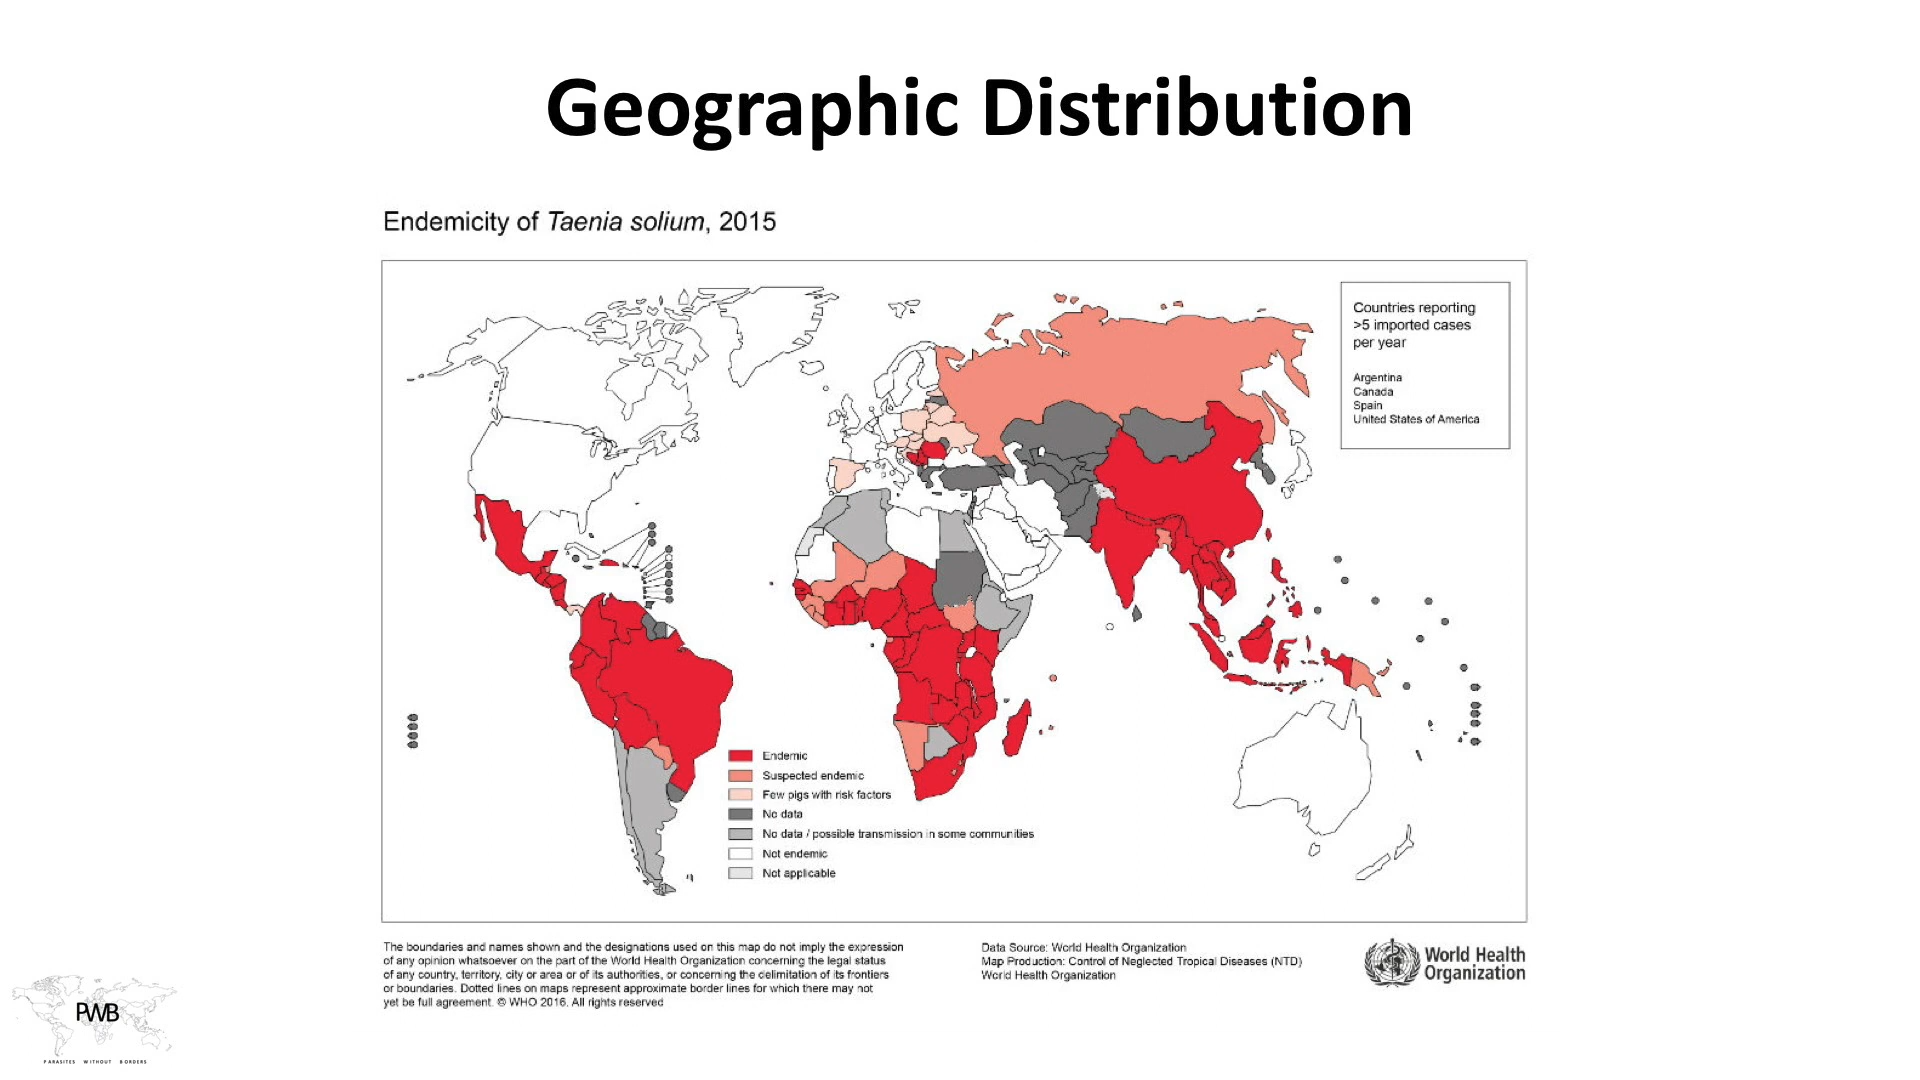 Geographic Distribution
Endemicity of Taenia solium, 2015
Countries reporting
>5 imported cases
per year
Argentina
Canada
Spain
United States of America
Endemic
Suspected endemic
Few pigs with risk factors
No data
No data / possible transmission in some communities
Not endemic
Not applicable
The boundaries and names shown and the designations used on this map do not imply the expression
of any opinion whatsoever on the part of the World Health Organization concerning the legal status
of any country, territory, city or area or of its authorities, or concerning the delimitation of its frontiers
or boundaries. Dotted lines on maps represent approximate border lines for which there may not
yet be full agreement. © WHO 2016. All rights reserved
Data Source: World Health Organization
Map Production: Control of Neglected Tropical Diseases (NTD)
World Health Organization
World Health
Organization
PWB
PARASITES WITHOUT BORDERS